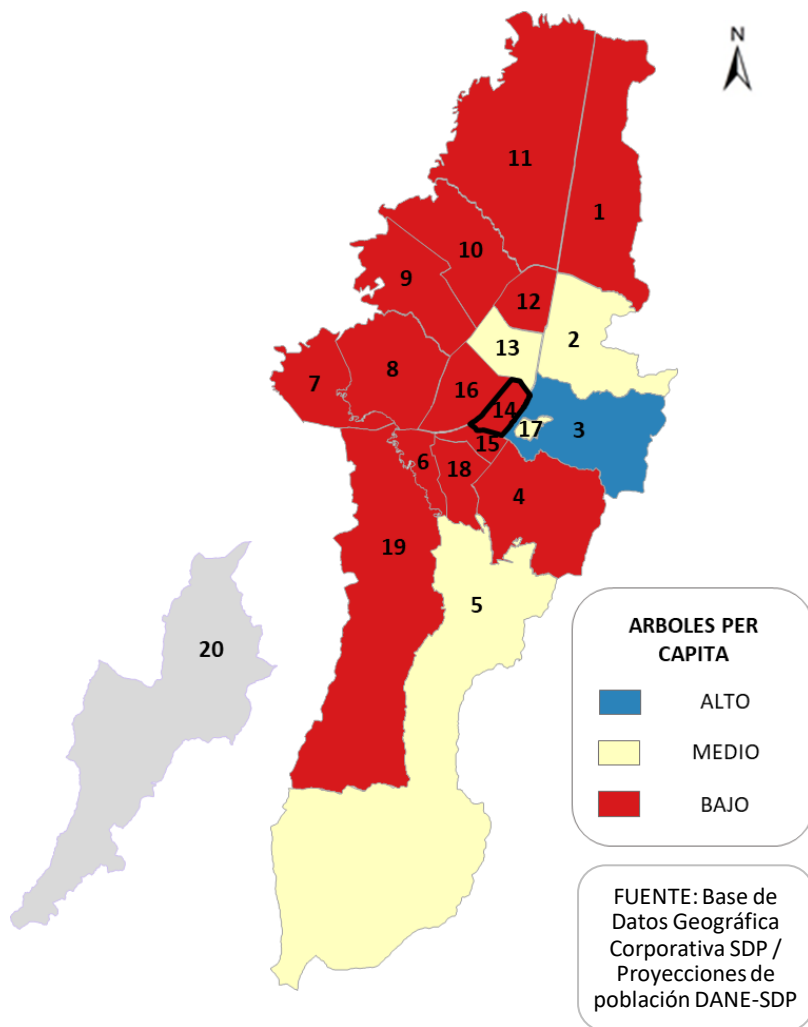 N
11
1
10
9
12
2
13
8
7
16
14
17
3
15
6
18
4
19
5
20
ARBOLES PER
CAPITA
ALTO
MEDIO
BAJO
FUENTE: Base de
Datos Geográfica
Corporativa SDP /
Proyecciones de
población DANE-SDP